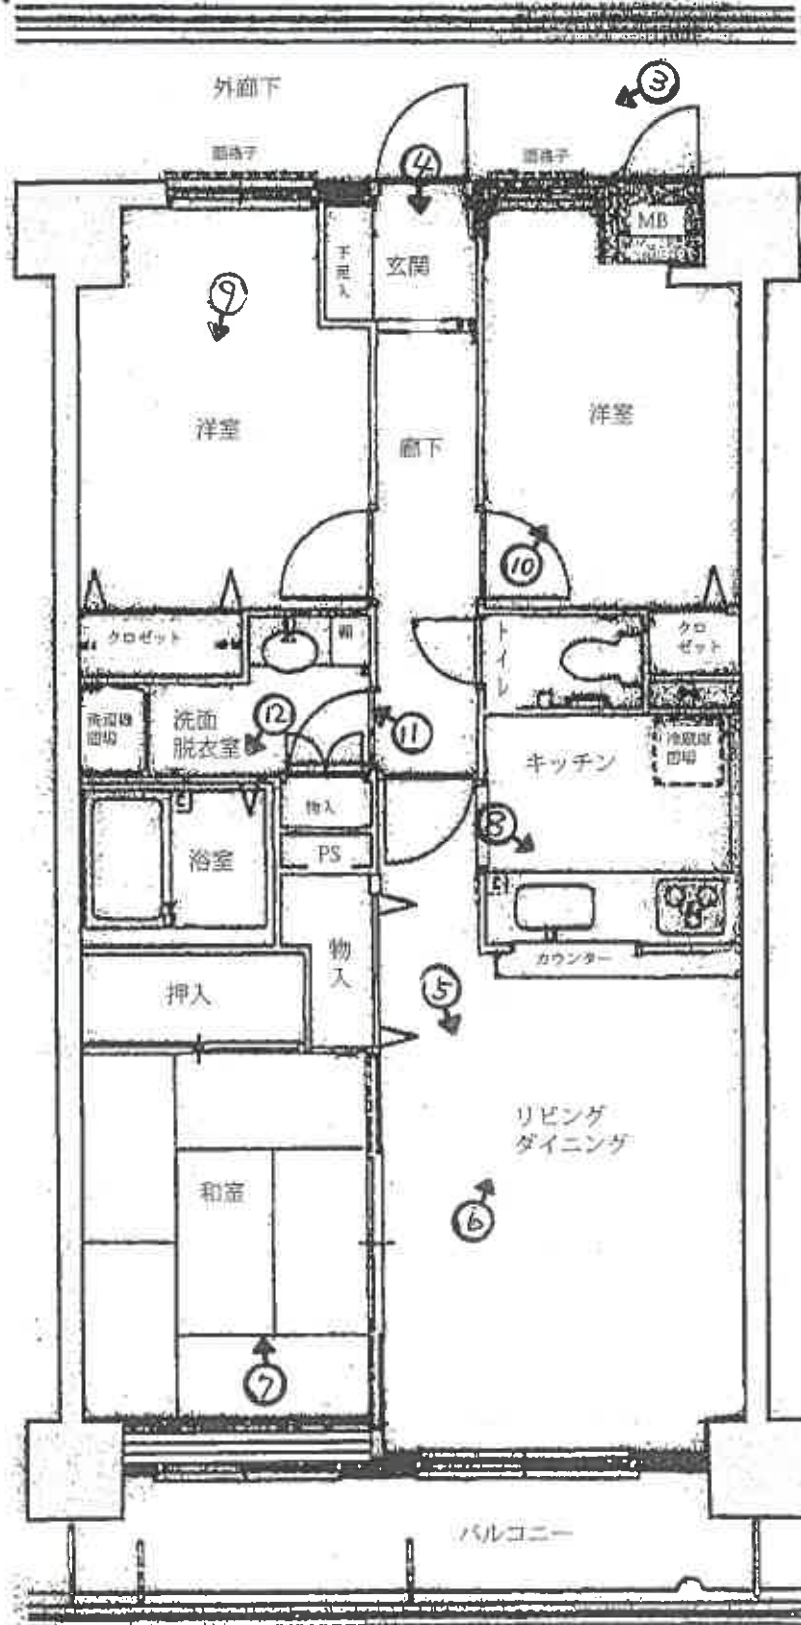 外廊下
③
面格子
④
面格子
MB
下足入
玄関
⑨
洋室
廊下
洋室
⑩
クロゼット
トイレ
クロ
ゼット
洗面
脱衣室
⑫
⑪
キッチン
冷蔵庫
置場
洗濯機
置場
物入
⑧
PS
浴室
カウンター
物入
押入
⑤
リビング
ダイニング
和室
⑥
⑦
バルコニー